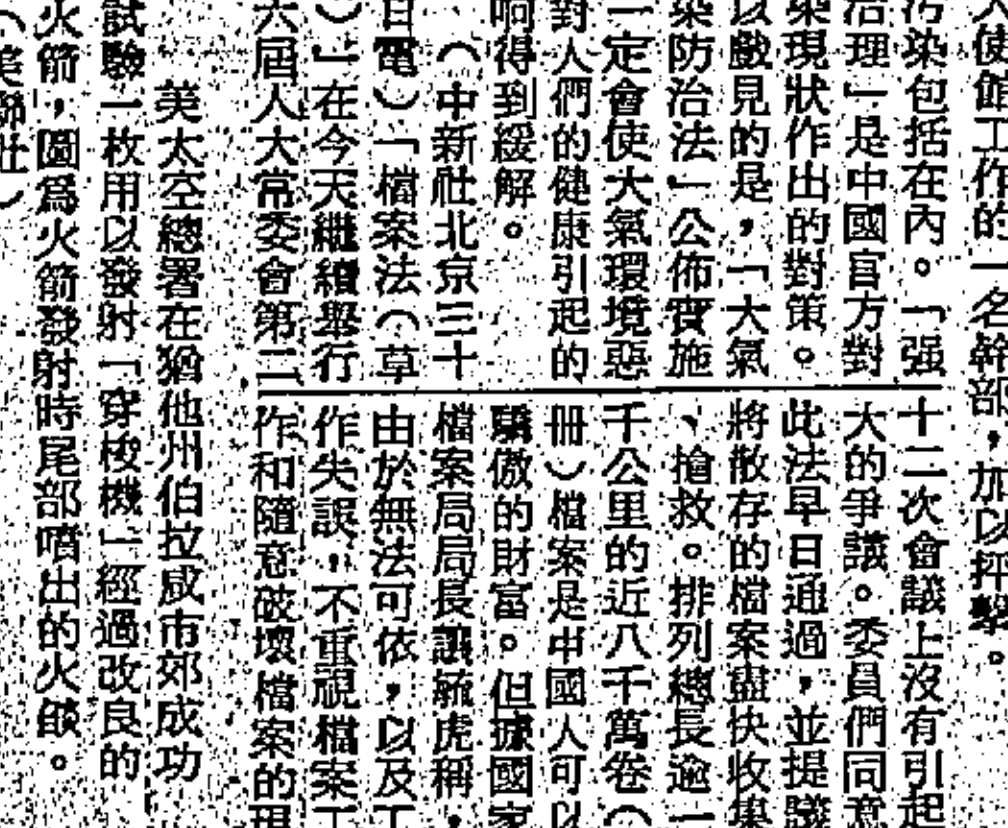 大使館工作的一名幹部，加以抨擊。
污染包括在內。「强
治理」是中國官方對
染現狀作出的對策。
以戲見的是，「大氣
染防治法」公佈實施
一定會使大氣環境惡
對人們的健康引起的
响得到緩解。
（中新社北京三十
日電）「檔案法（草
）」在今天繼續舉行
六屆人大常委會第二
十二次會議上沒有引起
大的爭議。委員們同意
此法早日通過，並提議
將散存的檔案盡快收集
、搶救。排列總長逾一
千公里的近八千萬卷（
冊）檔案是中國人可以
驕傲的財富。但據國家
檔案局局長韓毓虎稱，
由於無法可依，以及工
作失誤，不重視檔案工
作和隨意破壞檔案的現
美太空總署在猶他州伯拉咸市郊成功
試驗一枚用以發射「穿梭機」經過改良的
火箭，圖爲火箭發射時尾部噴出的火燄。
（美聯社）